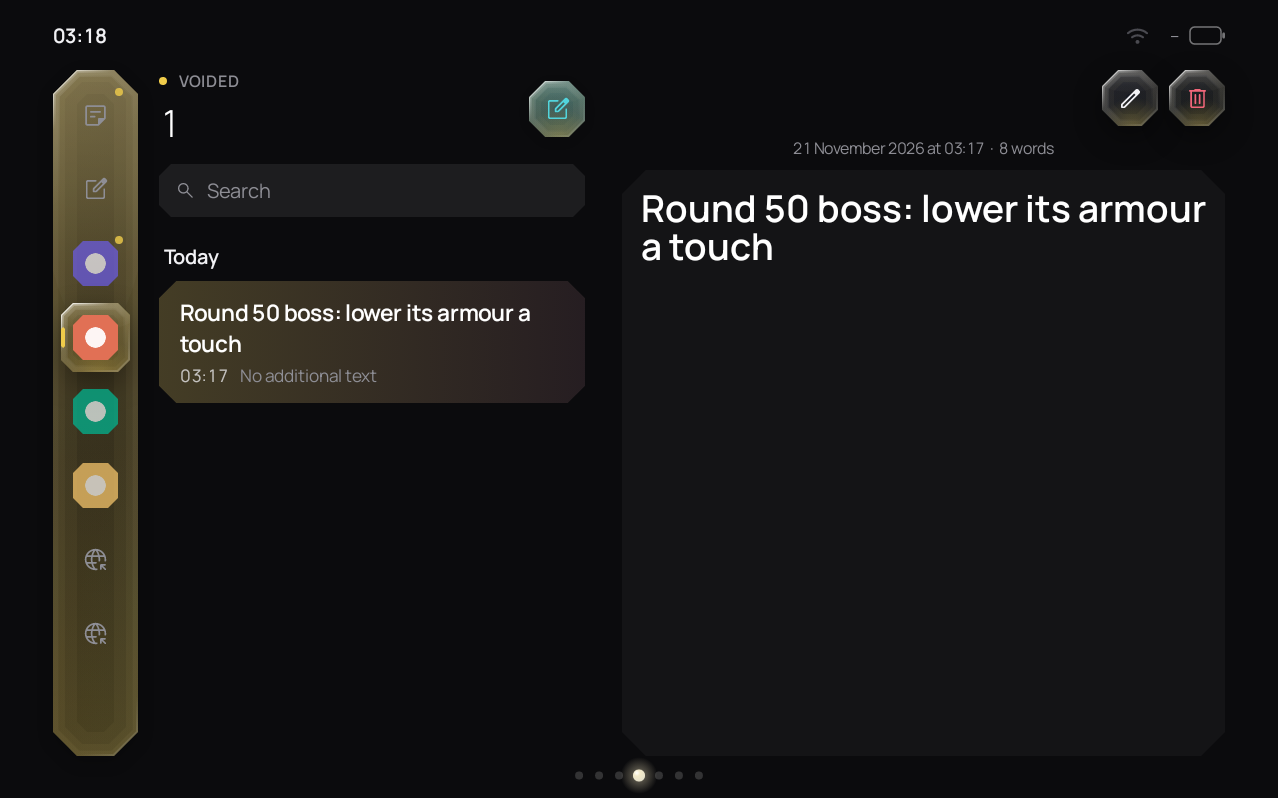 03:18
VOIDED
1
Search
Today
Round 50 boss: lower its armour a
touch
03:17 No additional text
21 November 2026 at 03:17 · 8 words
Round 50 boss: lower its armour
a touch